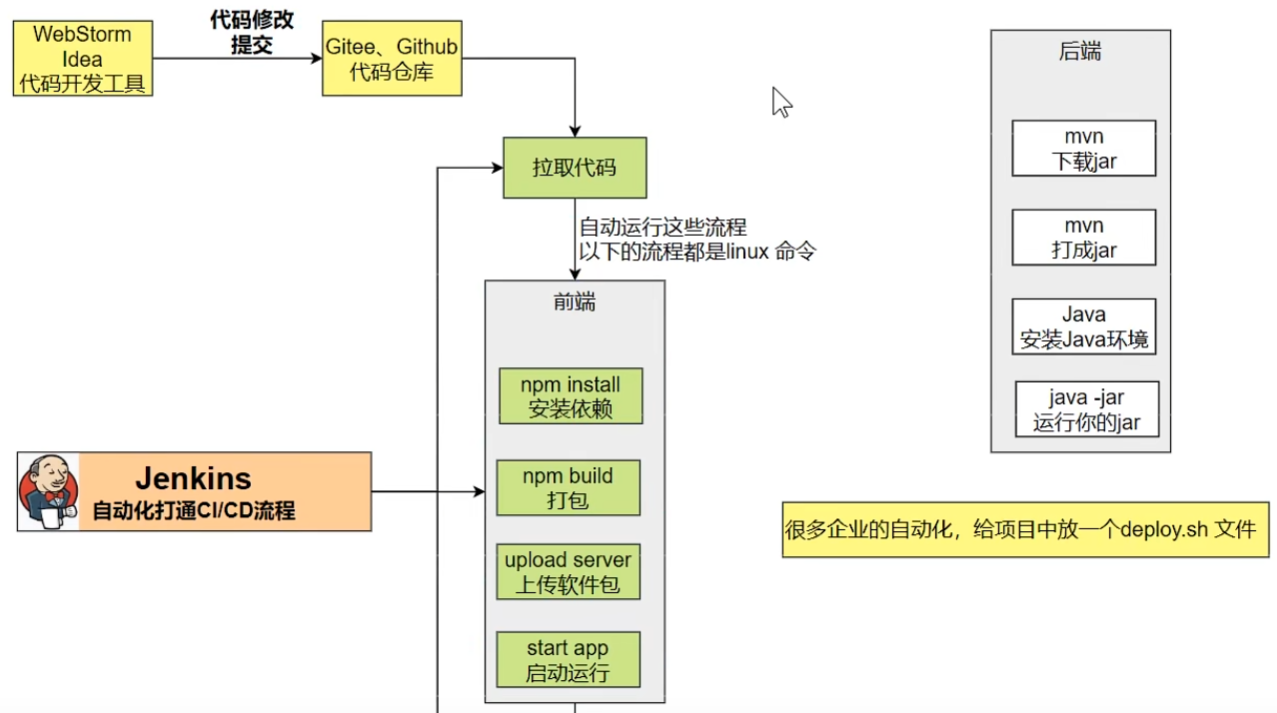 WebStorm
Idea
代码开发工具
代码修改
提交
Gitee、Github
代码仓库
拉取代码
自动运行这些流程
以下的流程都是linux 命令
前端
npm install
安装依赖
npm build
打包
upload server
上传软件包
start app
启动运行
Jenkins
自动化打通CI/CD流程
后端
mvn
下载jar
mvn
打成jar
Java
安装Java环境
java -jar
运行你的jar
很多企业的自动化，给项目中放一个deploy.sh 文件